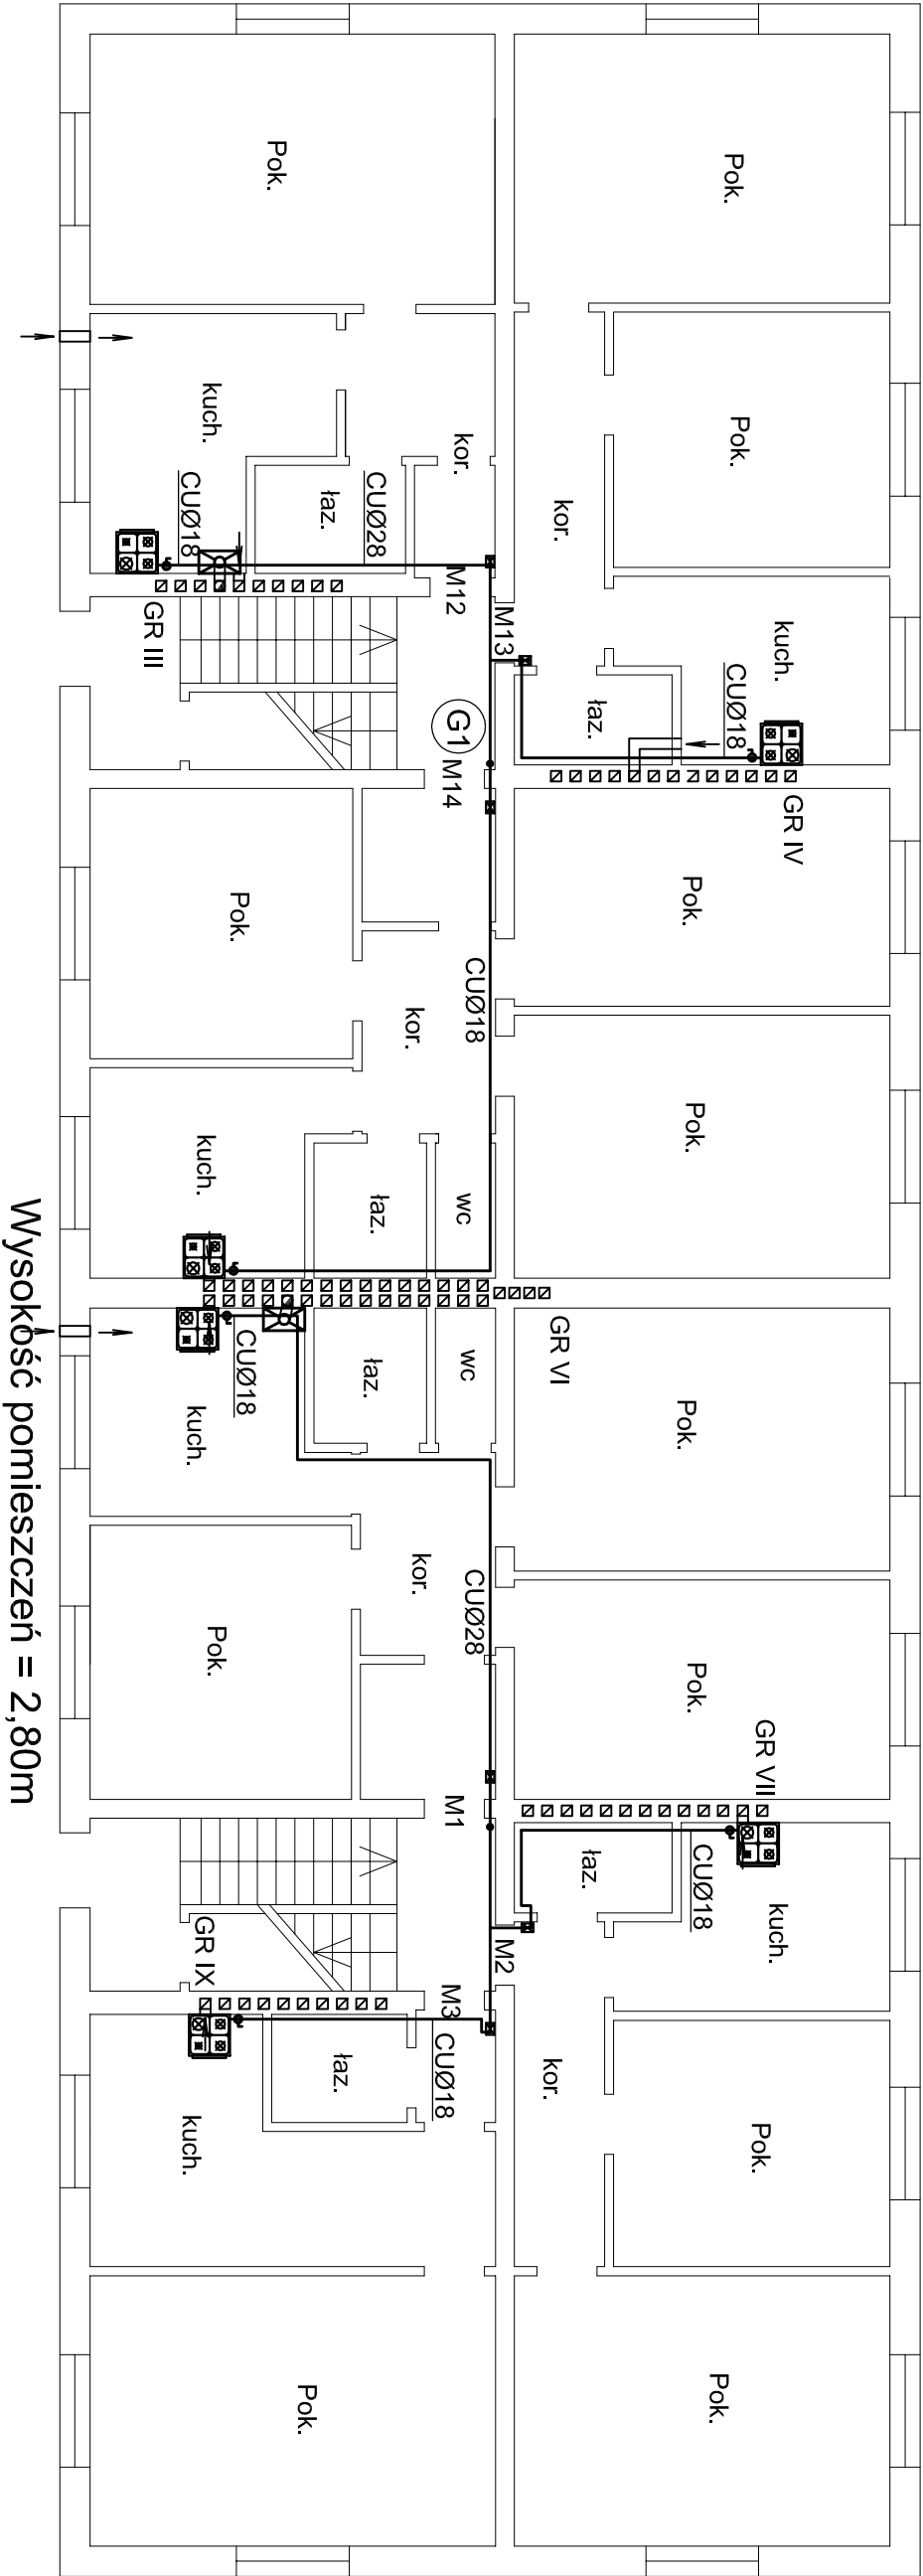 Pok.
Pok.
kuch.
kor.
łaz.
CUØ18
CUØ28
GR III
M12
Pok.
kor.
kuch.
łaz.
CUØ18
M13
G1
M14
GR IV
Pok.
Pok.
CUØ18
kor.
Pok.
kuch.
łaz.
wc
GR VI
łaz.
wc
CUØ18
kuch.
Pok.
kor.
CUØ28
Pok.
Pok.
GR VII
M1
łaz.
CUØ18
kuch.
M2
GR IX
M3
CUØ18
łaz.
kuch.
kor.
Pok.
Pok.
Pok.
Wysokość pomieszczeń = 2,80m